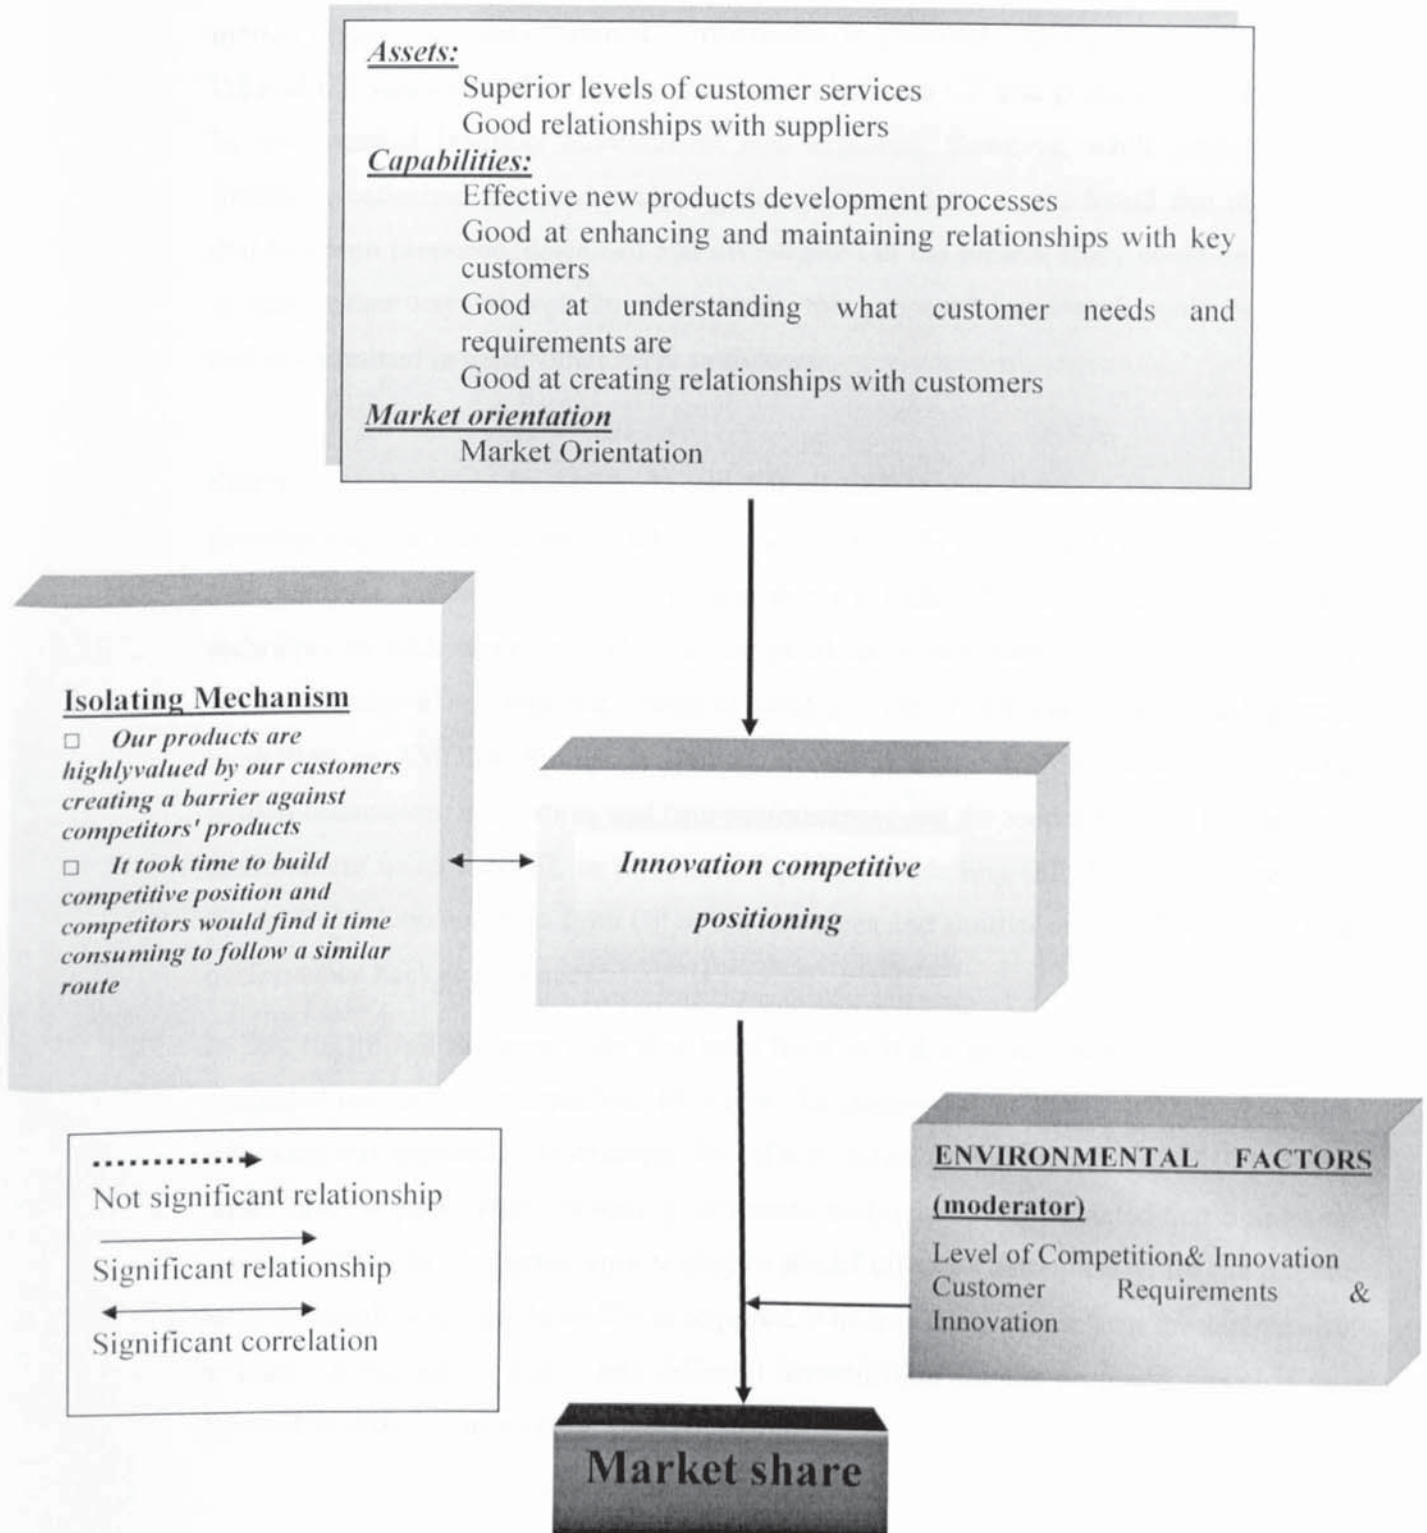 Assets:
Superior levels of customer services
Good relationships with suppliers
Capabilities:
Effective new products development processes
Good at enhancing and maintaining relationships with key
customers
Good at understanding what customer needs and
requirements are
Good at creating relationships with customers
Market orientation
Market Orientation
Isolating Mechanism
□ Our products are
highlyvalued by our customers
creating a barrier against
competitors' products
□ It took time to build
competitive position and
competitors would find it time
consuming to follow a similar
route
Innovation competitive
positioning
Not significant relationship
Significant relationship
Significant correlation
ENVIRONMENTAL FACTORS
(moderator)
Level of Competition& Innovation
Customer Requirements &
Innovation
Market share